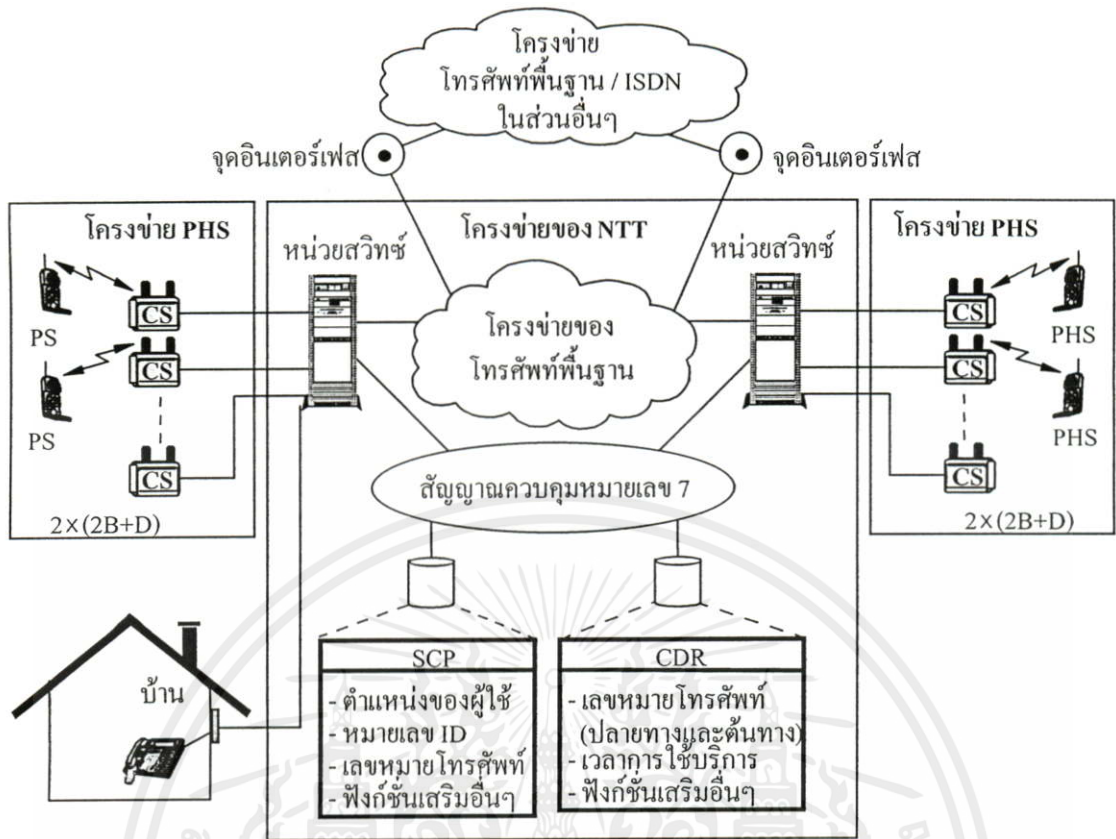 โครงข่าย
โทรศัพท์พื้นฐาน / ISDN
ในส่วนอื่นๆ
จุดอินเตอร์เฟส
จุดอินเตอร์เฟส
โครงข่าย PHS
โครงข่ายของ NTT
โครงข่าย PHS
หน่วยสวิทซ์
หน่วยสวิทซ์
PS
CS
CS
PHS
โครงข่ายของ
โทรศัพท์พื้นฐาน
PS
CS
CS
PHS
CS
CS
สัญญาณควบคุมหมายเลข 7
2×(2B+D)
2×(2B+D)
บ้าน
SCP
- ตำแหน่งของผู้ใช้
- หมายเลข ID
- เลขหมายโทรศัพท์
- ฟังก์ชั่นเสริมอื่นๆ
CDR
- เลขหมายโทรศัพท์
(ปลายทางและต้นทาง)
- เวลาการใช้บริการ
- ฟังก์ชั่นเสริมอื่นๆ